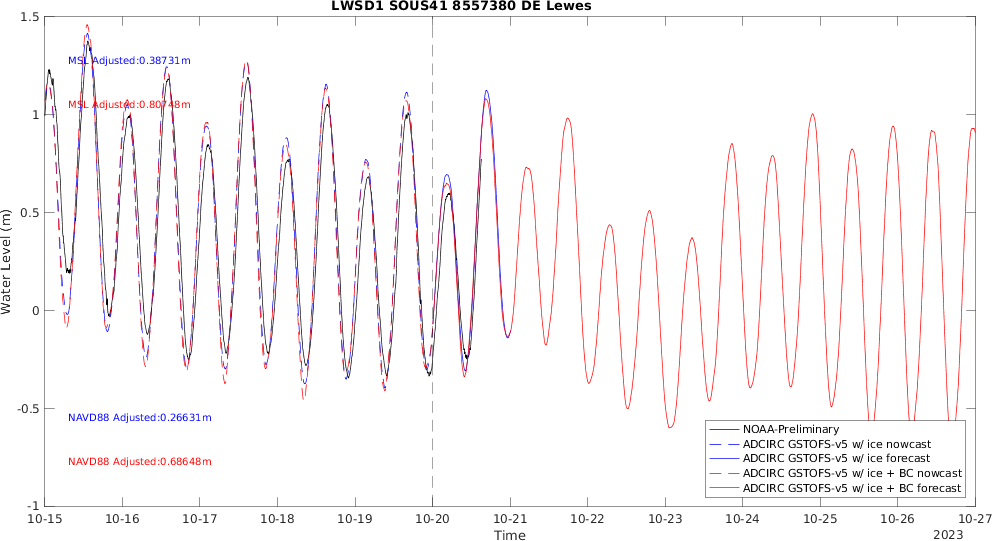 LWSD1 SOUS41 8557380 DE Lewes
1.5
1
0.5
0
-0.5
-1
Water Level (m)
MSL Adjusted:0.38731m
MSL Adjusted:0.80748m
NAVD88 Adjusted:0.26631m
NAVD88 Adjusted:0.68648m
NOAA-Preliminary
ADCIRC GSTOFS-v5 w/ ice nowcast
ADCIRC GSTOFS-v5 w/ ice forecast
ADCIRC GSTOFS-v5 w/ ice + BC nowcast
ADCIRC GSTOFS-v5 w/ ice + BC forecast
10-15 10-16 10-17 10-18 10-19 10-20 10-21 10-22 10-23 10-24 10-25 10-26 10-27
Time
2023